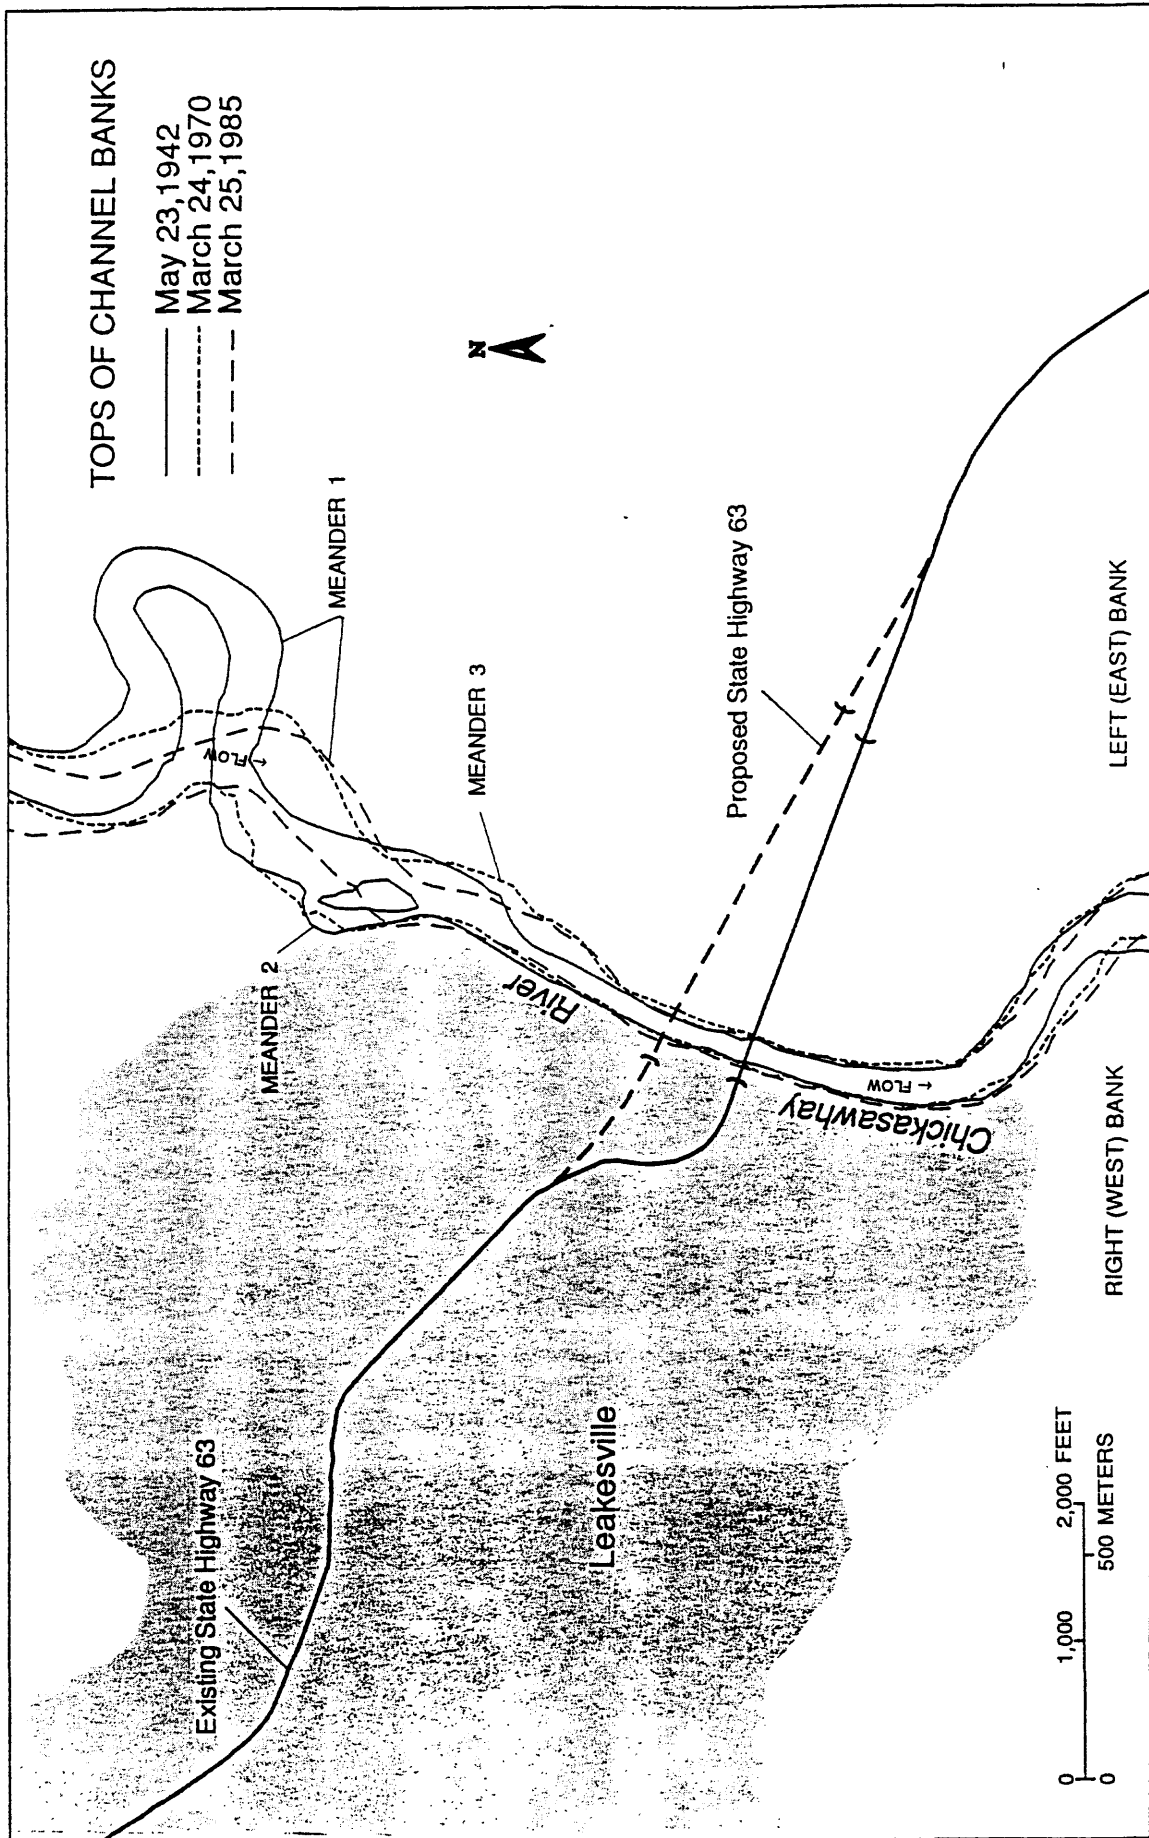 TOPS OF CHANNEL BANKS
May 23,1942
March 24,1970
March 25,1985
MEANDER 1
← FLOW
N
MEANDER 3
MEANDER 2
River
Proposed State Highway 63
Existing State Highway 63
← FLOW
Chickasawhay
Leakesville
LEFT (EAST) BANK
RIGHT (WEST) BANK
0 1,000 2,000 FEET
0 500 METERS